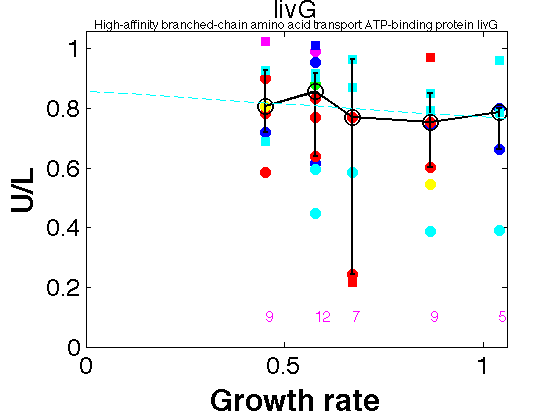 livG
High-affinity branched-chain amino acid transport ATP-binding protein livG
1
0.8
0.6
0.4
0.2
0
U/L
9 12 7 9 5
0 0.5 1
Growth rate